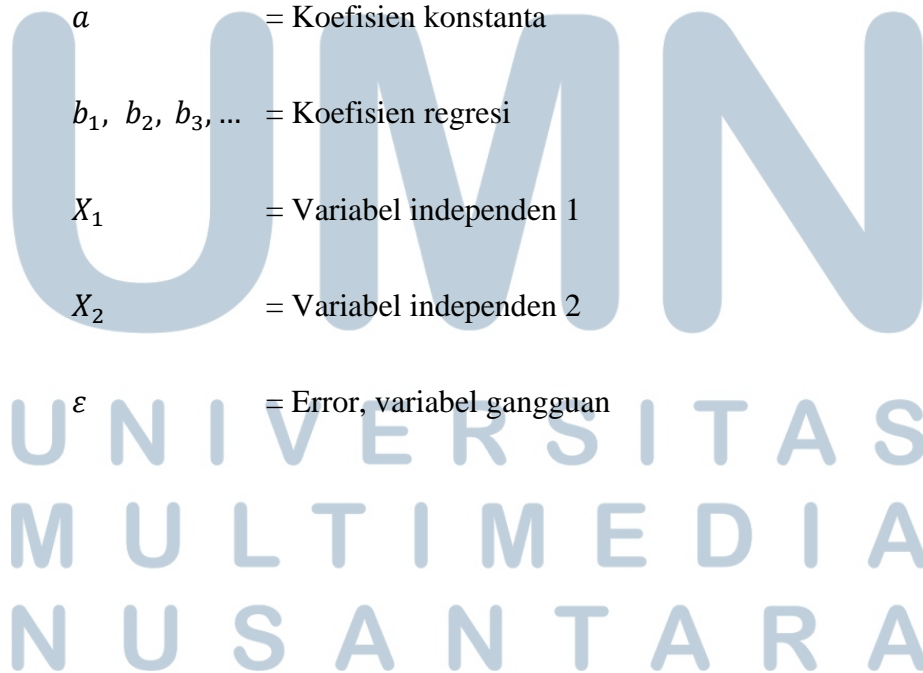 UMN
a = Koefisien konstanta
b₁, b₂, b₃, … = Koefisien regresi
X₁ = Variabel independen 1
X₂ = Variabel independen 2
ε = Error, variabel gangguan
UNIVERSITAS
MULTIMEDIA
NUSANTARA